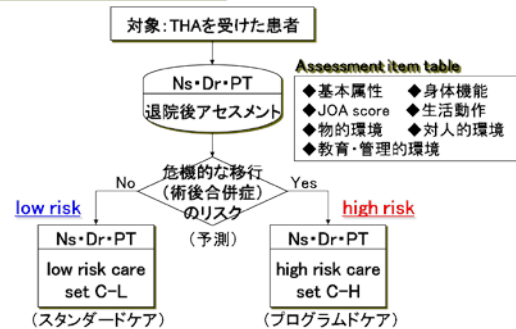 対象：THAを受けた患者
Ns・Dr・PT
退院後アセスメント
Assessment item table
◆基本属性 ◆身体機能
◆JOA score ◆生活動作
◆物的環境 ◆対人的環境
◆教育・管理的環境
危機的な移行
（術後合併症）
のリスク
No
Yes
（予測）
low risk
high risk
Ns・Dr・PT
low risk care
set C-L
（スタンダードケア）
Ns・Dr・PT
high risk care
set C-H
（プログラムドケア）